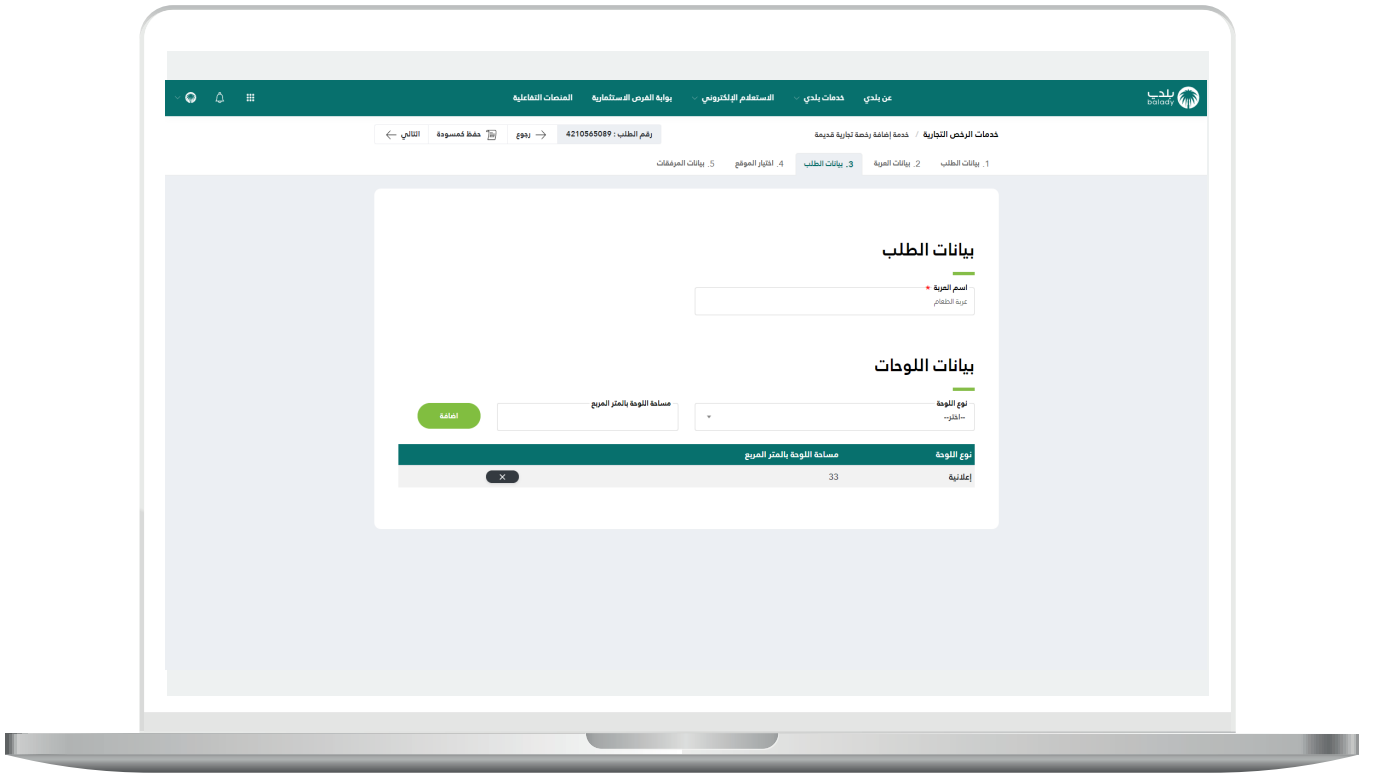 بلدي
balady
عن بلدي
خدمات بلدي
الاستعلام الإلكتروني
بوابة الفرص الاستثمارية
المنصات التفاعلية
خدمات الرخص التجارية / خدمة إضافة رخصة تجارية قديمة
رقم الطلب : 4210565089
رجوع
حفظ كمسودة
التالي
1. بيانات الطلب
2. بيانات العربة
3. بيانات الطلب
4. اختيار الموقع
5. بيانات المرفقات
بيانات الطلب
اسم العربة *
عربة الطعام
بيانات اللوحات
نوع اللوحة
--اختر--
مساحة اللوحة بالمتر المربع
اضافة
نوع اللوحة مساحة اللوحة بالمتر المربع
إعلانية 33